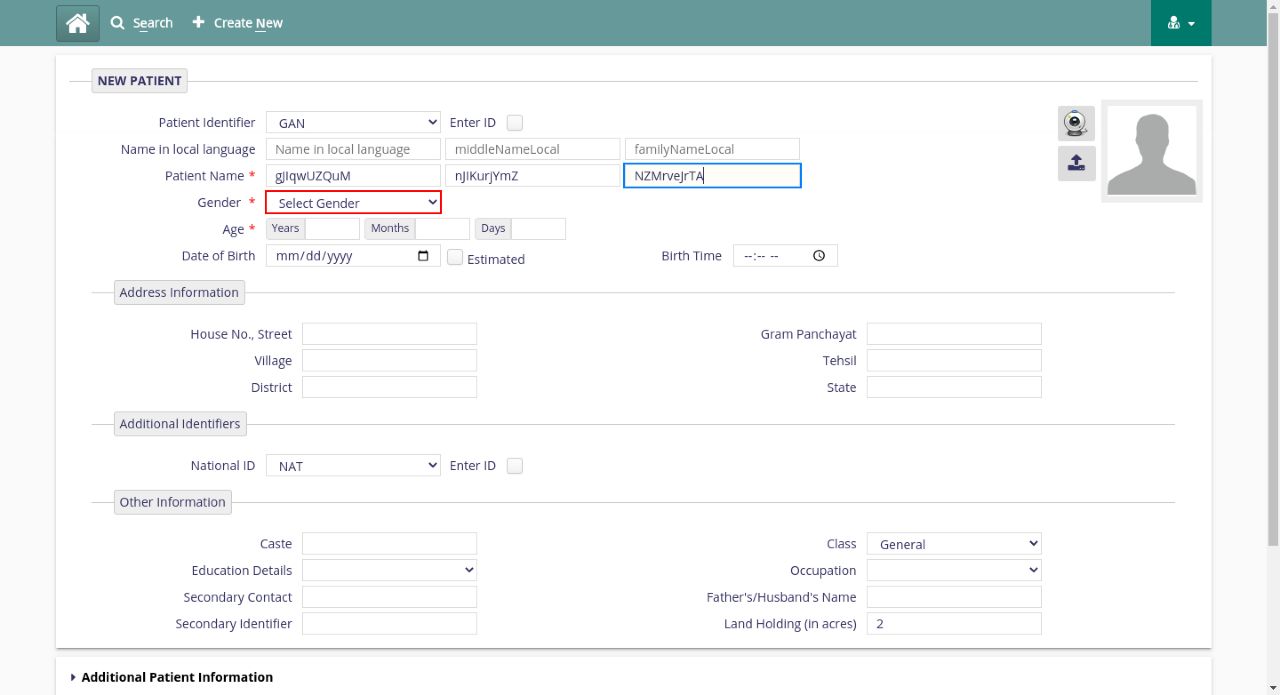 Search Create New
NEW PATIENT
Patient Identifier GAN Enter ID
Name in local language Name in local language middleNameLocal familyNameLocal
Patient Name * gJIqwUZQuM nJIKurjYmZ NZMrveJrTA
Gender * Select Gender
Age * Years Months Days
Date of Birth mm/dd/yyyy Estimated Birth Time --:-- --
Address Information
House No., Street Gram Panchayat
Village Tehsil
District State
Additional Identifiers
National ID NAT Enter ID
Other Information
Caste Class General
Education Details Occupation
Secondary Contact Father's/Husband's Name
Secondary Identifier Land Holding (in acres) 2
Additional Patient Information